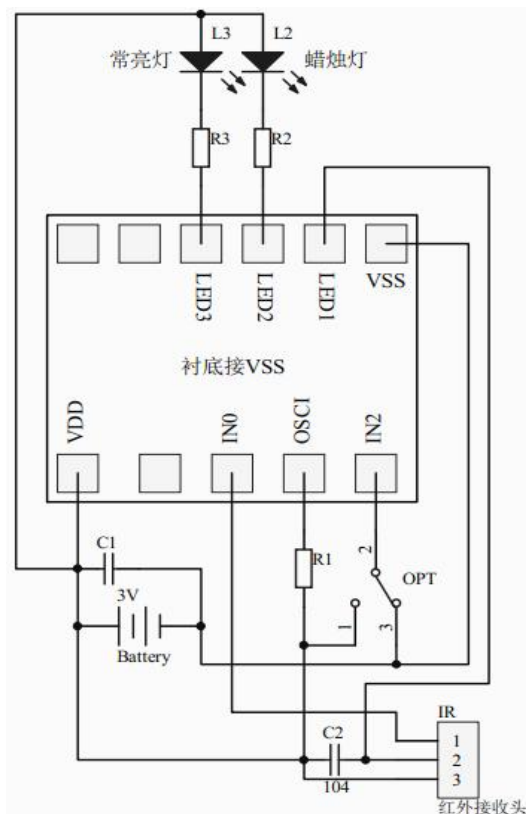 L3 L2
常亮灯 蜡烛灯
R3 R2
LED3 LED2 LED1 VSS
衬底接VSS
VDD IN0 OSCI IN2
C1
R1
2
OPT
3V
1 3
Battery
IR
C2
1
2
104
3
红外接收头